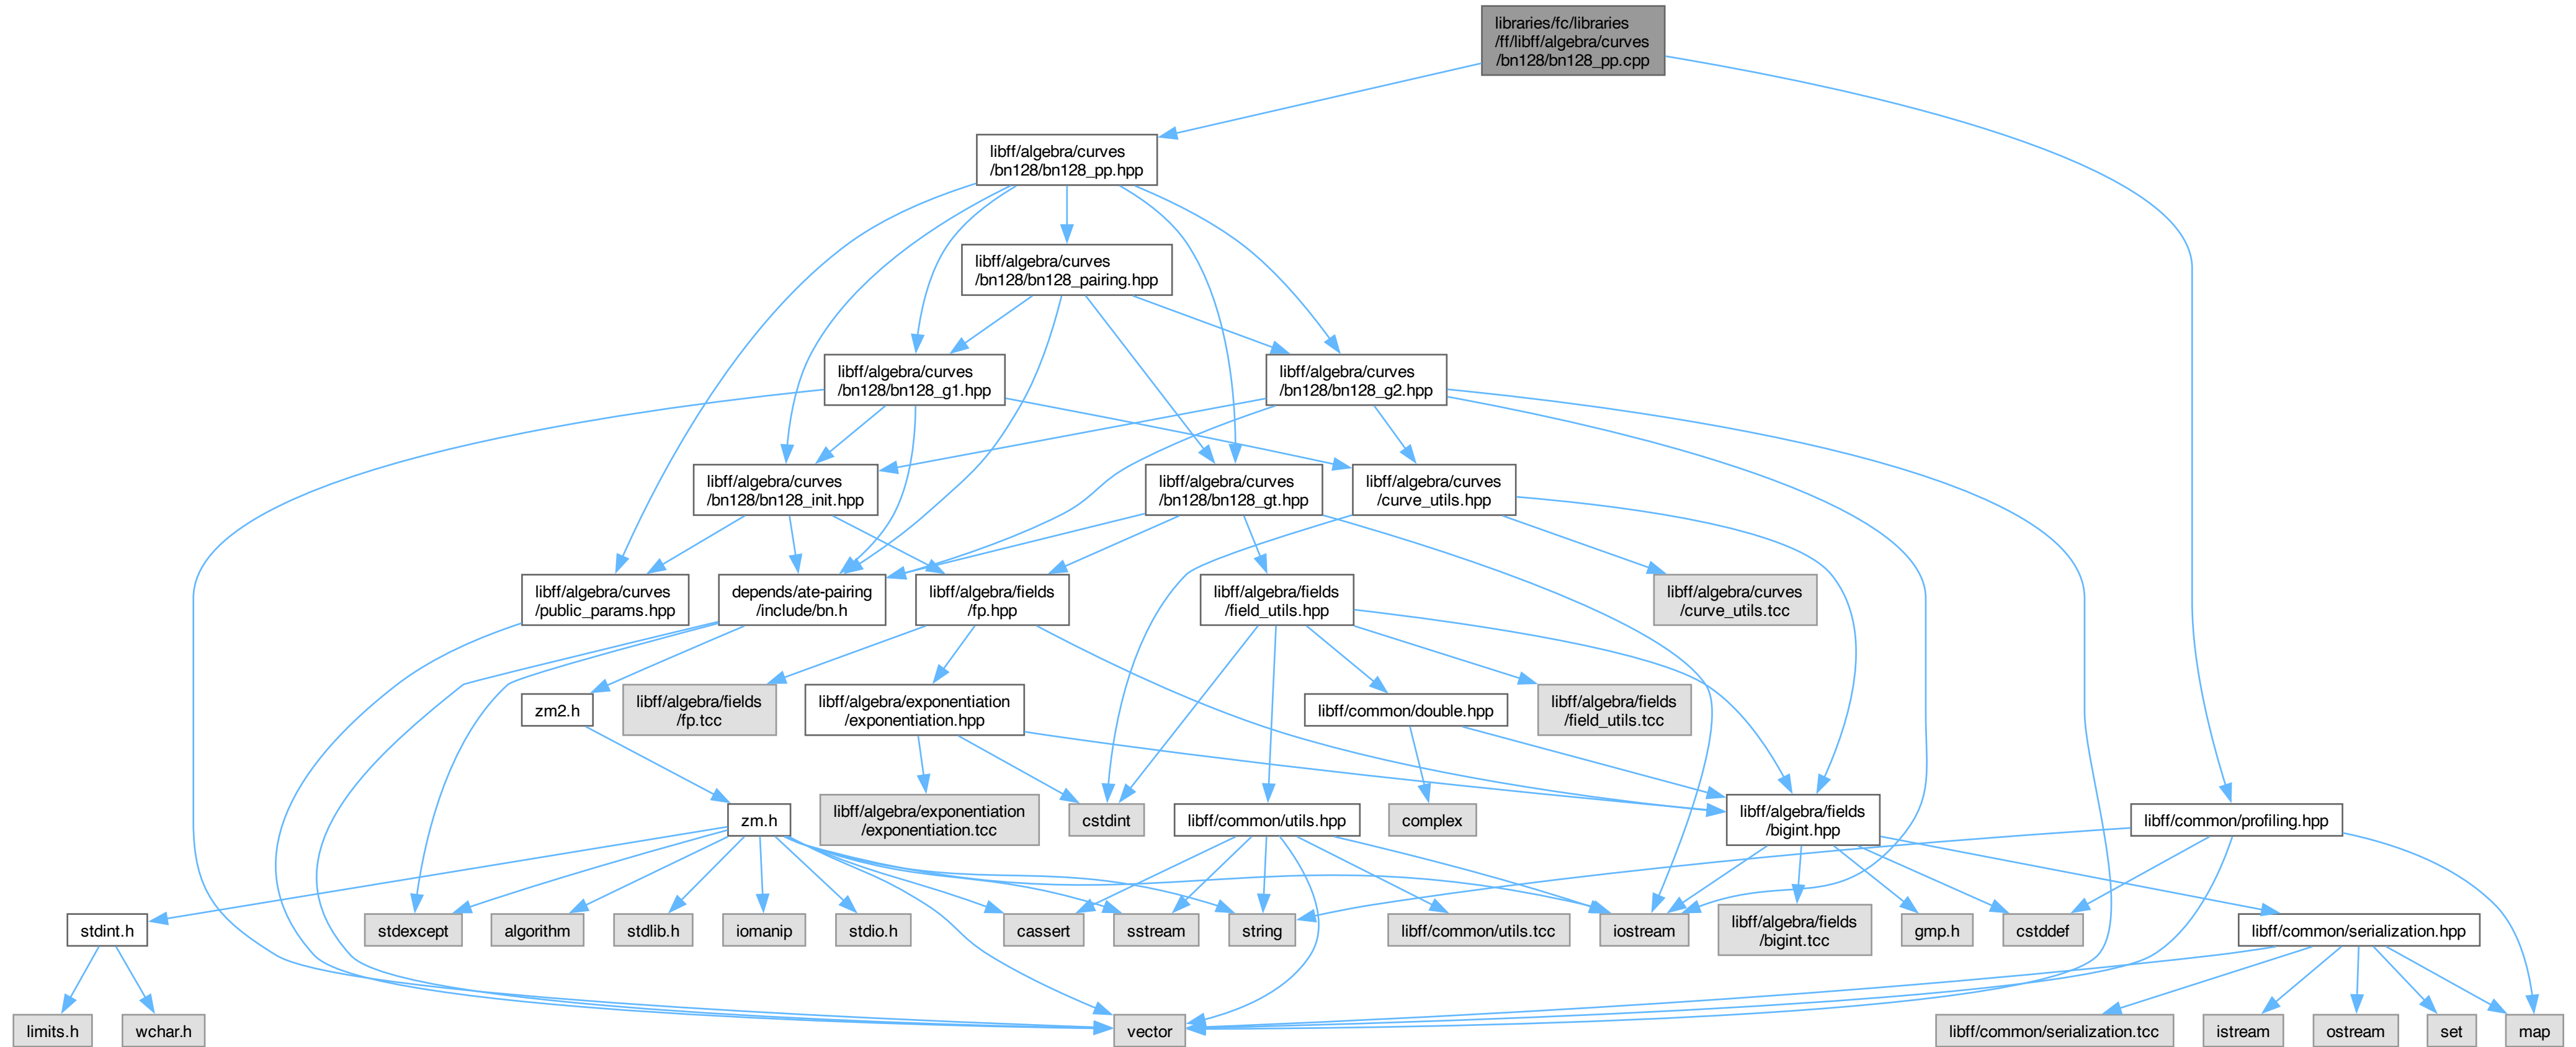 libraries/fc/libraries
/ff/libff/algebra/curves
/bn128/bn128_pp.cpp
libff/algebra/curves
/bn128/bn128_pp.hpp
libff/algebra/curves
/bn128/bn128_pairing.hpp
libff/algebra/curves
/bn128/bn128_g1.hpp
libff/algebra/curves
/bn128/bn128_g2.hpp
libff/algebra/curves
/bn128/bn128_init.hpp
libff/algebra/curves
/bn128/bn128_gt.hpp
libff/algebra/curves
/curve_utils.hpp
libff/algebra/curves
/public_params.hpp
depends/ate-pairing
/include/bn.h
libff/algebra/fields
/fp.hpp
libff/algebra/fields
/field_utils.hpp
libff/algebra/curves
/curve_utils.tcc
zm2.h
libff/algebra/fields
/fp.tcc
libff/algebra/exponentiation
/exponentiation.hpp
libff/common/double.hpp
libff/algebra/fields
/field_utils.tcc
zm.h
libff/algebra/exponentiation
/exponentiation.tcc
cstdint
libff/common/utils.hpp
complex
libff/algebra/fields
/bigint.hpp
libff/common/profiling.hpp
stdint.h
stdexcept
algorithm
stdlib.h
iomanip
stdio.h
cassert
sstream
string
libff/common/utils.tcc
iostream
libff/algebra/fields
/bigint.tcc
gmp.h
cstddef
libff/common/serialization.hpp
limits.h
wchar.h
vector
libff/common/serialization.tcc
istream
ostream
set
map